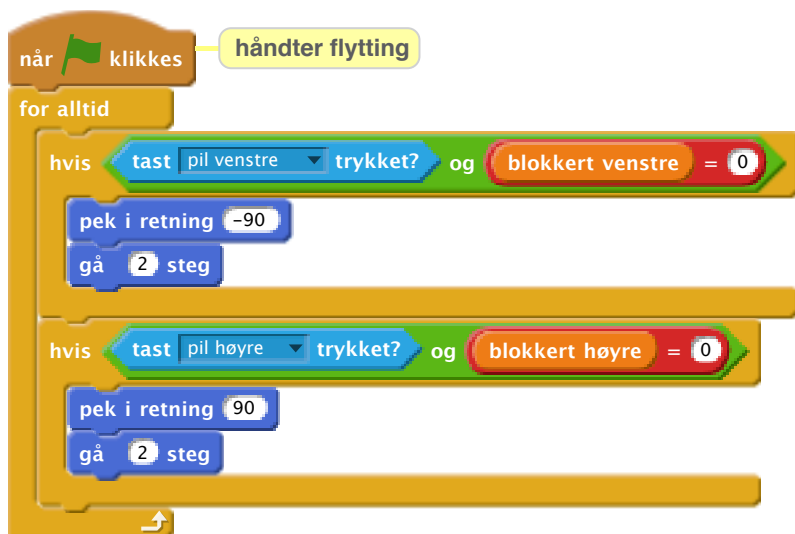 når klikkes
håndter flytting
for alltid
hvis tast pil venstre trykket? og blokkert venstre = 0
pek i retning -90
gå 2 steg
hvis tast pil høyre trykket? og blokkert høyre = 0
pek i retning 90
gå 2 steg